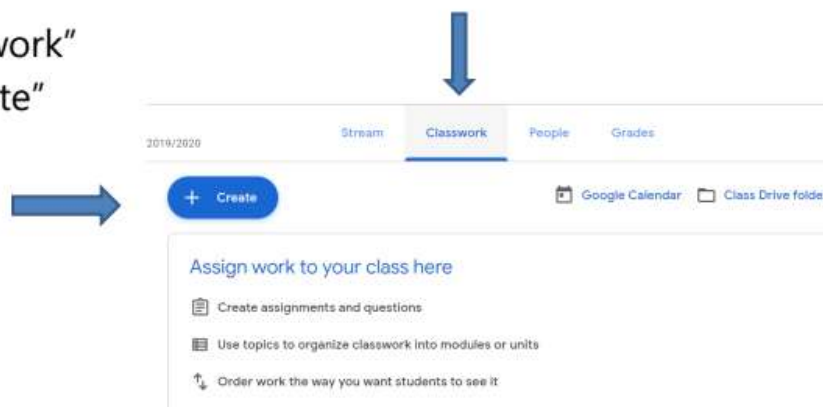 work"
te"
2019/2020
Stream Classwork People Grades
+ Create
Google Calendar Class Drive folde
Assign work to your class here
Create assignments and questions
Use topics to organize classwork into modules or units
Order work the way you want students to see it